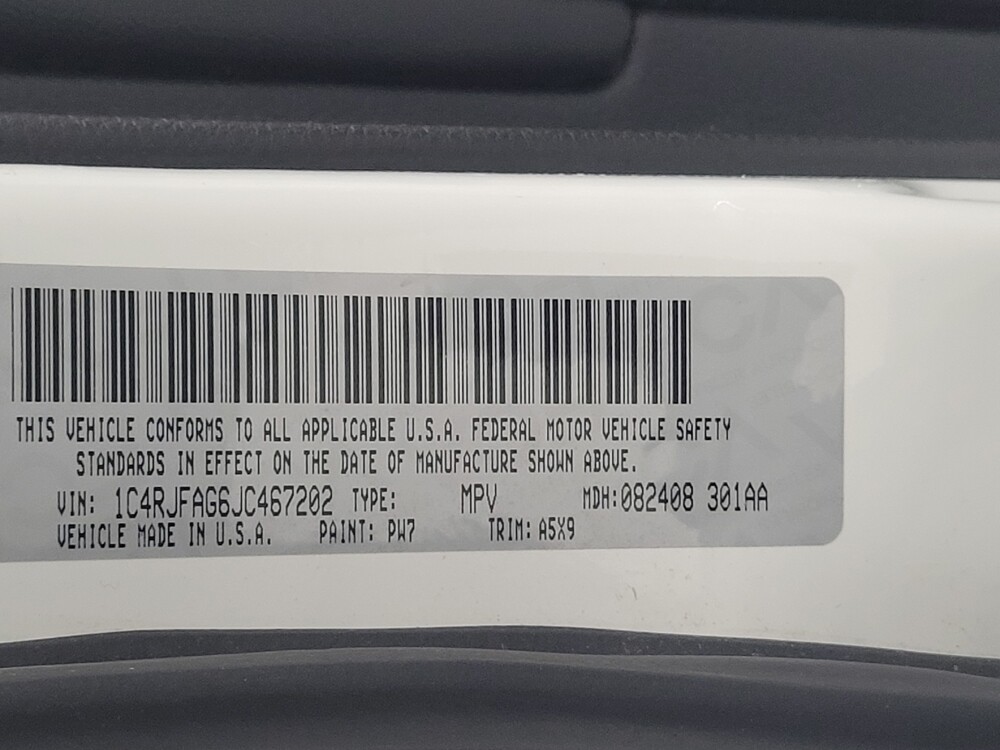 THIS VEHICLE CONFORMS TO ALL APPLICABLE U.S.A. FEDERAL MOTOR VEHICLE SAFETY
STANDARDS IN EFFECT ON THE DATE OF MANUFACTURE SHOWN ABOVE.
VIN: 1C4RJFAG6JC467202 TYPE: MPV MDH:082408 301AA
VEHICLE MADE IN U.S.A. PAINT: PW7 TRIM: A5X9